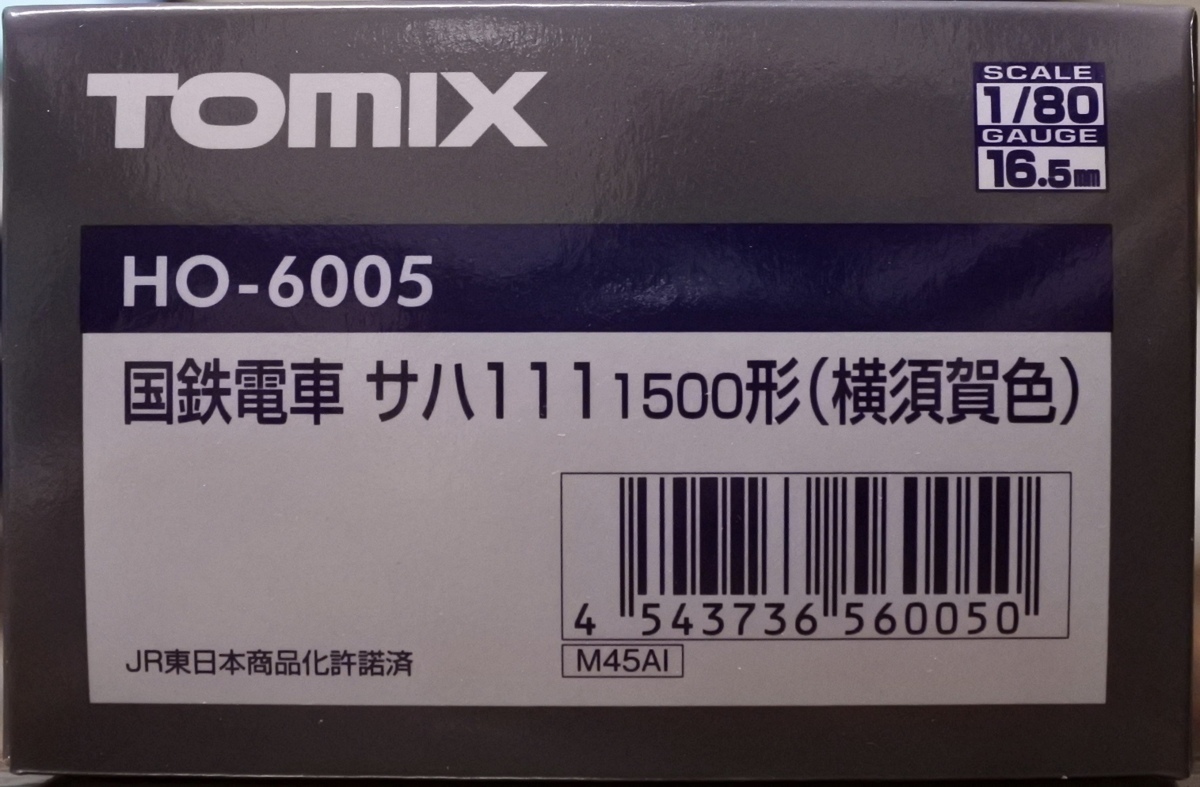 TOMIX
SCALE
1/80
GAUGE
16.5mm
HO-6005
国鉄電車 サハ111 1500形(横須賀色)
4 543736 560050
JR東日本商品化許諾済
M45AI